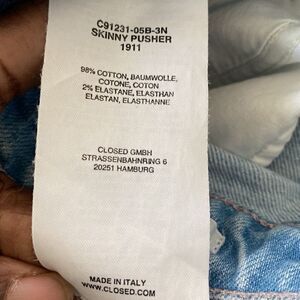 C91231-05B-3N
SKINNY PUSHER
1911
98% COTTON, BAUMWOLLE,
COTONE, COTON
2% ELASTANE, ELASTHAN
ELASTAN, ELASTHANNE
CLOSED GMBH
STRASSENBAHNRING 6
20251 HAMBURG
MADE IN ITALY
WWW.CLOSED.COM